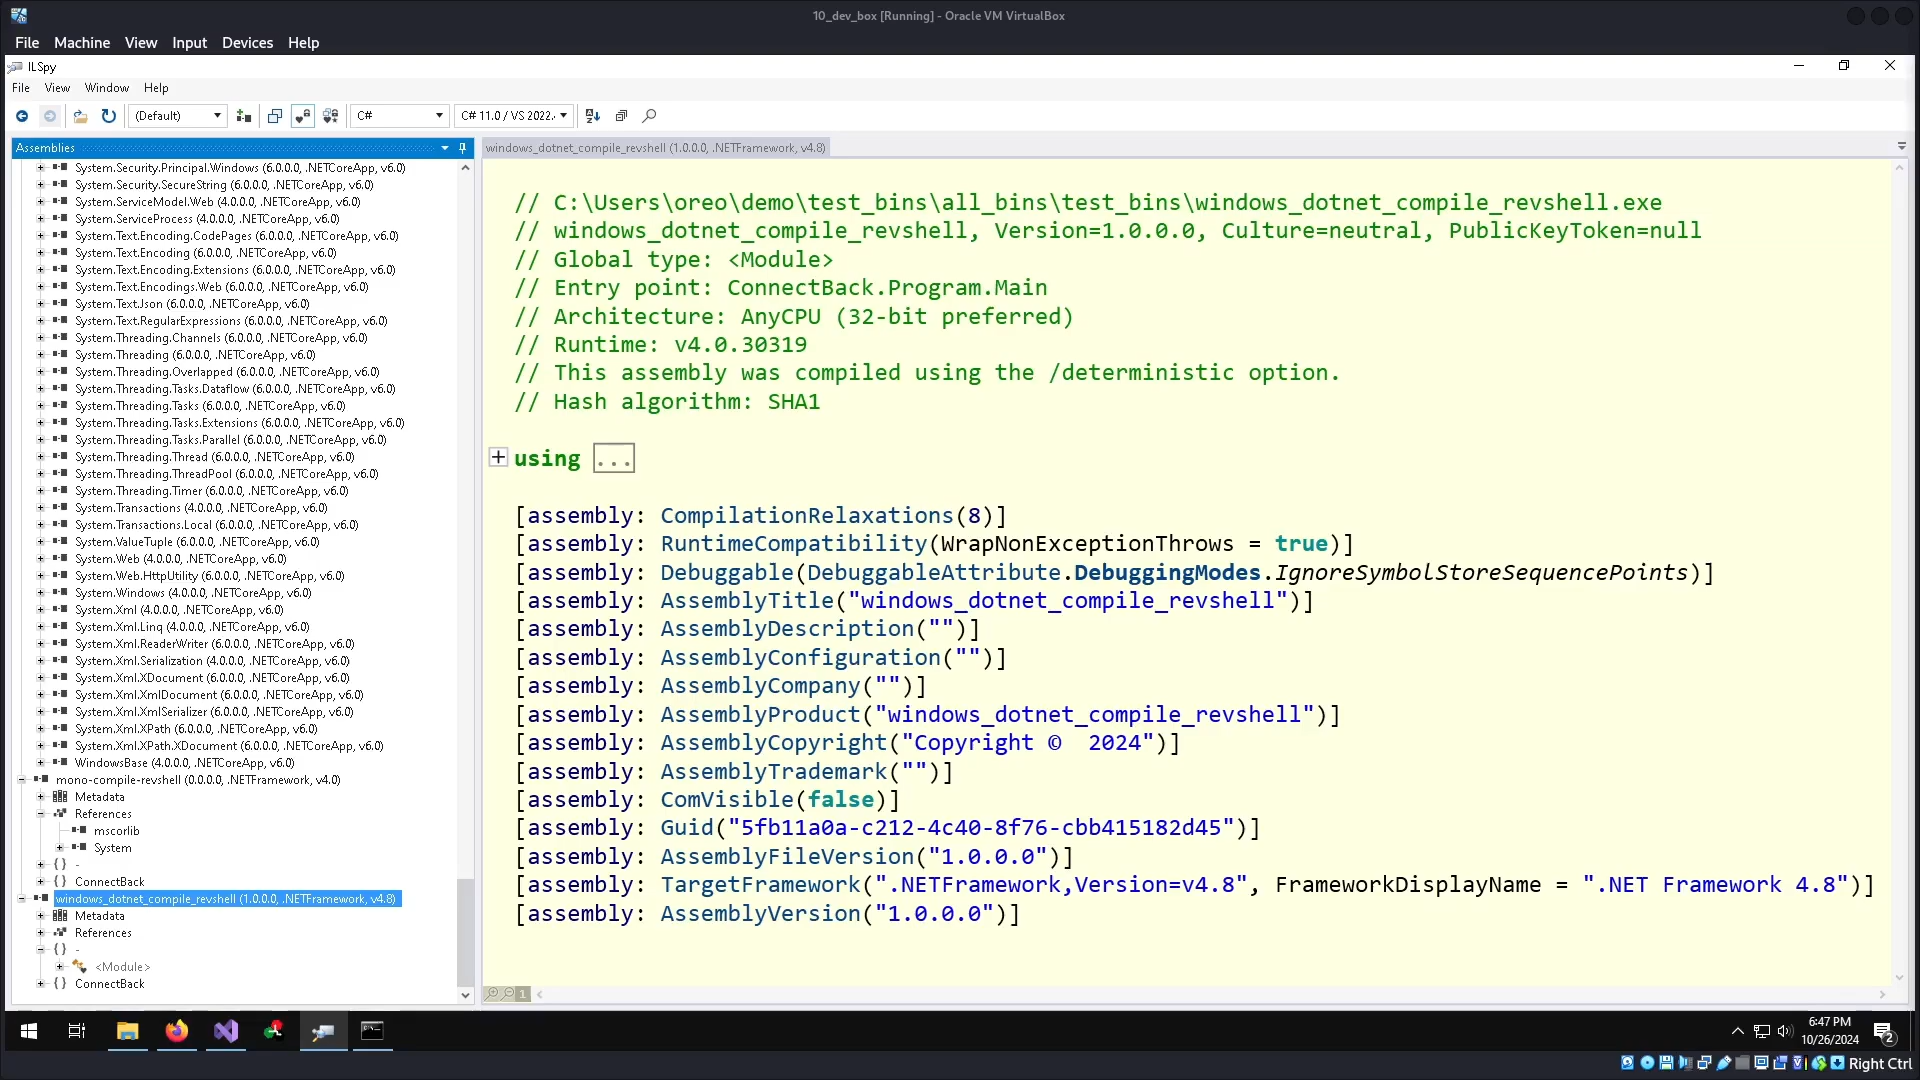 10_dev_box [Running] - Oracle VM VirtualBox
File Machine View Input Devices Help
ILSpy
File View Window Help
(Default) C# C# 11.0 / VS 2022.
Assemblies
windows_dotnet_compile_revshell (1.0.0.0, .NETFramework, v4.8)
System.Security.Principal.Windows (6.0.0.0, .NETCoreApp, v6.0)
System.Security.SecureString (6.0.0.0, .NETCoreApp, v6.0)
System.ServiceModel.Web (4.0.0.0, .NETCoreApp, v6.0)
System.ServiceProcess (4.0.0.0, .NETCoreApp, v6.0)
System.Text.Encoding.CodePages (6.0.0.0, .NETCoreApp, v6.0)
System.Text.Encoding (6.0.0.0, .NETCoreApp, v6.0)
System.Text.Encoding.Extensions (6.0.0.0, .NETCoreApp, v6.0)
System.Text.Encodings.Web (6.0.0.0, .NETCoreApp, v6.0)
System.Text.Json (6.0.0.0, .NETCoreApp, v6.0)
System.Text.RegularExpressions (6.0.0.0, .NETCoreApp, v6.0)
System.Threading.Channels (6.0.0.0, .NETCoreApp, v6.0)
System.Threading (6.0.0.0, .NETCoreApp, v6.0)
System.Threading.Overlapped (6.0.0.0, .NETCoreApp, v6.0)
System.Threading.Tasks.Dataflow (6.0.0.0, .NETCoreApp, v6.0)
System.Threading.Tasks (6.0.0.0, .NETCoreApp, v6.0)
System.Threading.Tasks.Extensions (6.0.0.0, .NETCoreApp, v6.0)
System.Threading.Tasks.Parallel (6.0.0.0, .NETCoreApp, v6.0)
System.Threading.Thread (6.0.0.0, .NETCoreApp, v6.0)
System.Threading.ThreadPool (6.0.0.0, .NETCoreApp, v6.0)
System.Threading.Timer (6.0.0.0, .NETCoreApp, v6.0)
System.Transactions (4.0.0.0, .NETCoreApp, v6.0)
System.Transactions.Local (6.0.0.0, .NETCoreApp, v6.0)
System.ValueTuple (6.0.0.0, .NETCoreApp, v6.0)
System.Web (4.0.0.0, .NETCoreApp, v6.0)
System.Web.HttpUtility (6.0.0.0, .NETCoreApp, v6.0)
System.Windows (4.0.0.0, .NETCoreApp, v6.0)
System.Xml (4.0.0.0, .NETCoreApp, v6.0)
System.Xml.Linq (4.0.0.0, .NETCoreApp, v6.0)
System.Xml.ReaderWriter (6.0.0.0, .NETCoreApp, v6.0)
System.Xml.Serialization (4.0.0.0, .NETCoreApp, v6.0)
System.Xml.XDocument (6.0.0.0, .NETCoreApp, v6.0)
System.Xml.XmlDocument (6.0.0.0, .NETCoreApp, v6.0)
System.Xml.XmlSerializer (6.0.0.0, .NETCoreApp, v6.0)
System.Xml.XPath (6.0.0.0, .NETCoreApp, v6.0)
System.Xml.XPath.XDocument (6.0.0.0, .NETCoreApp, v6.0)
WindowsBase (4.0.0.0, .NETCoreApp, v6.0)
mono-compile-revshell (0.0.0.0, .NETFramework, v4.0)
Metadata
References
mscorlib
System
{ } -
{ } ConnectBack
windows_dotnet_compile_revshell (1.0.0.0, .NETFramework, v4.8)
Metadata
References
{ } -
<Module>
{ } ConnectBack
// C:\Users\oreo\demo\test_bins\all_bins\test_bins\windows_dotnet_compile_revshell.exe
// windows_dotnet_compile_revshell, Version=1.0.0.0, Culture=neutral, PublicKeyToken=null
// Global type: <Module>
// Entry point: ConnectBack.Program.Main
// Architecture: AnyCPU (32-bit preferred)
// Runtime: v4.0.30319
// This assembly was compiled using the /deterministic option.
// Hash algorithm: SHA1
using ...
[assembly: CompilationRelaxations(8)]
[assembly: RuntimeCompatibility(WrapNonExceptionThrows = true)]
[assembly: Debuggable(DebuggableAttribute.DebuggingModes.IgnoreSymbolStoreSequencePoints)]
[assembly: AssemblyTitle("windows_dotnet_compile_revshell")]
[assembly: AssemblyDescription("")]
[assembly: AssemblyConfiguration("")]
[assembly: AssemblyCompany("")]
[assembly: AssemblyProduct("windows_dotnet_compile_revshell")]
[assembly: AssemblyCopyright("Copyright ©  2024")]
[assembly: AssemblyTrademark("")]
[assembly: ComVisible(false)]
[assembly: Guid("5fb11a0a-c212-4c40-8f76-cbb415182d45")]
[assembly: AssemblyFileVersion("1.0.0.0")]
[assembly: TargetFramework(".NETFramework,Version=v4.8", FrameworkDisplayName = ".NET Framework 4.8")]
[assembly: AssemblyVersion("1.0.0.0")]
1
6:47 PM
10/26/2024
2
Right Ctrl